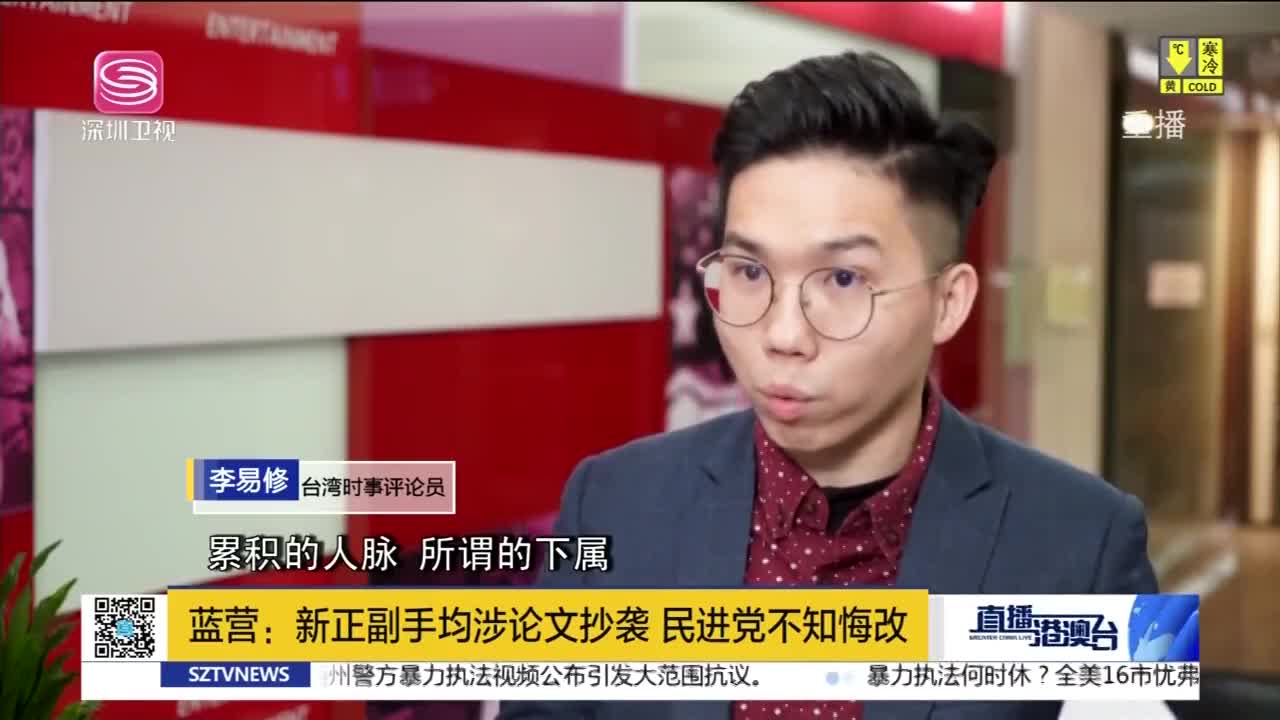 ENTERTAINMENT
ENTERTAINMENT
深圳卫视
℃
寒冷
黄
COLD
重播
李易修
台湾时事评论员
累积的人脉 所谓的下属
蓝营：新正副手均涉论文抄袭 民进党不知悔改
直播港澳台
GREATER CHINA LIVE
SZTVNEWS
州警方暴力执法视频公布引发大范围抗议。
暴力执法何时休？全美16市忧弗